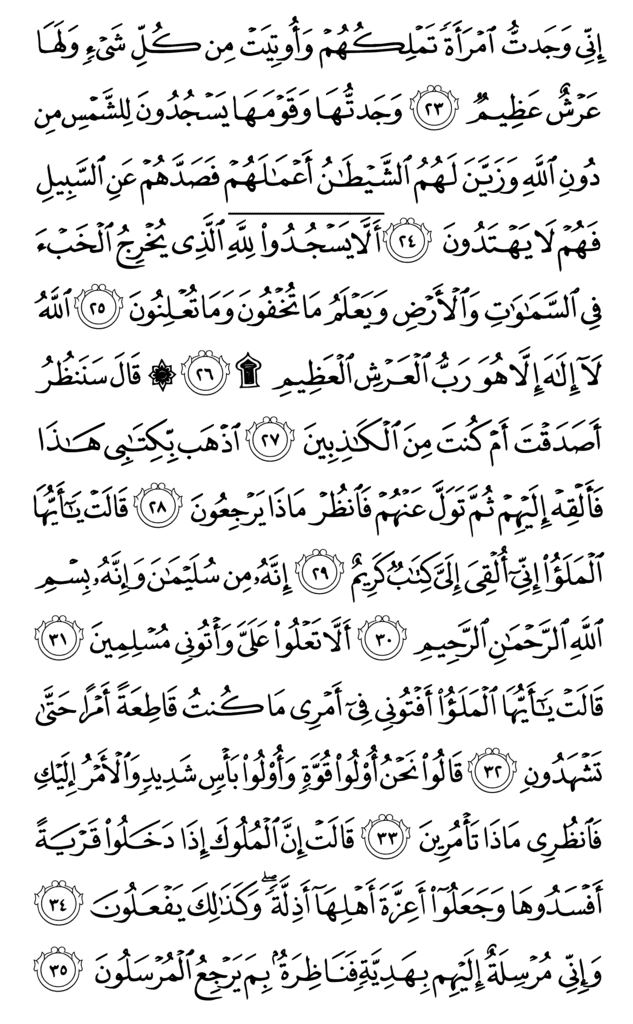 إِنِّي وَجَدتُّ ٱمْرَأَةً تَمْلِكُهُمْ وَأُوتِيَتْ مِن كُلِّ شَىْءٍ وَلَهَا
عَرْشٌ عَظِيمٌ ٢٣ وَجَدتُّهَا وَقَوْمَهَا يَسْجُدُونَ لِلشَّمْسِ مِن
دُونِ ٱللَّهِ وَزَيَّنَ لَهُمُ ٱلشَّيْطَٰنُ أَعْمَٰلَهُمْ فَصَدَّهُمْ عَنِ ٱلسَّبِيلِ
فَهُمْ لَا يَهْتَدُونَ ٢٤ أَلَّا يَسْجُدُوا۟ لِلَّهِ ٱلَّذِى يُخْرِجُ ٱلْخَبْءَ
فِى ٱلسَّمَٰوَٰتِ وَٱلْأَرْضِ وَيَعْلَمُ مَا تُخْفُونَ وَمَا تُعْلِنُونَ ٢٥ ٱللَّهُ
لَآ إِلَٰهَ إِلَّا هُوَ رَبُّ ٱلْعَرْشِ ٱلْعَظِيمِ ۩ ٢٦ ۞ قَالَ سَنَنظُرُ
أَصَدَقْتَ أَمْ كُنتَ مِنَ ٱلْكَٰذِبِينَ ٢٧ ٱذْهَب بِّكِتَٰبِى هَٰذَا
فَأَلْقِهْ إِلَيْهِمْ ثُمَّ تَوَلَّ عَنْهُمْ فَٱنظُرْ مَاذَا يَرْجِعُونَ ٢٨ قَالَتْ يَٰٓأَيُّهَا
ٱلْمَلَؤُا۟ إِنِّىٓ أُلْقِىَ إِلَىَّ كِتَٰبٌ كَرِيمٌ ٢٩ إِنَّهُۥ مِن سُلَيْمَٰنَ وَإِنَّهُۥ بِسْمِ
ٱللَّهِ ٱلرَّحْمَٰنِ ٱلرَّحِيمِ ٣٠ أَلَّا تَعْلُوا۟ عَلَىَّ وَأْتُونِى مُسْلِمِينَ ٣١
قَالَتْ يَٰٓأَيُّهَا ٱلْمَلَؤُا۟ أَفْتُونِى فِىٓ أَمْرِى مَا كُنتُ قَاطِعَةً أَمْرًا حَتَّىٰ
تَشْهَدُونِ ٣٢ قَالُوا۟ نَحْنُ أُو۟لُوا۟ قُوَّةٍ وَأُو۟لُوا۟ بَأْسٍ شَدِيدٍ وَٱلْأَمْرُ إِلَيْكِ
فَٱنظُرِى مَاذَا تَأْمُرِينَ ٣٣ قَالَتْ إِنَّ ٱلْمُلُوكَ إِذَا دَخَلُوا۟ قَرْيَةً
أَفْسَدُوهَا وَجَعَلُوٓا۟ أَعِزَّةَ أَهْلِهَآ أَذِلَّةً ۖ وَكَذَٰلِكَ يَفْعَلُونَ ٣٤
وَإِنِّى مُرْسِلَةٌ إِلَيْهِم بِهَدِيَّةٍ فَنَاظِرَةٌۢ بِمَ يَرْجِعُ ٱلْمُرْسَلُونَ ٣٥